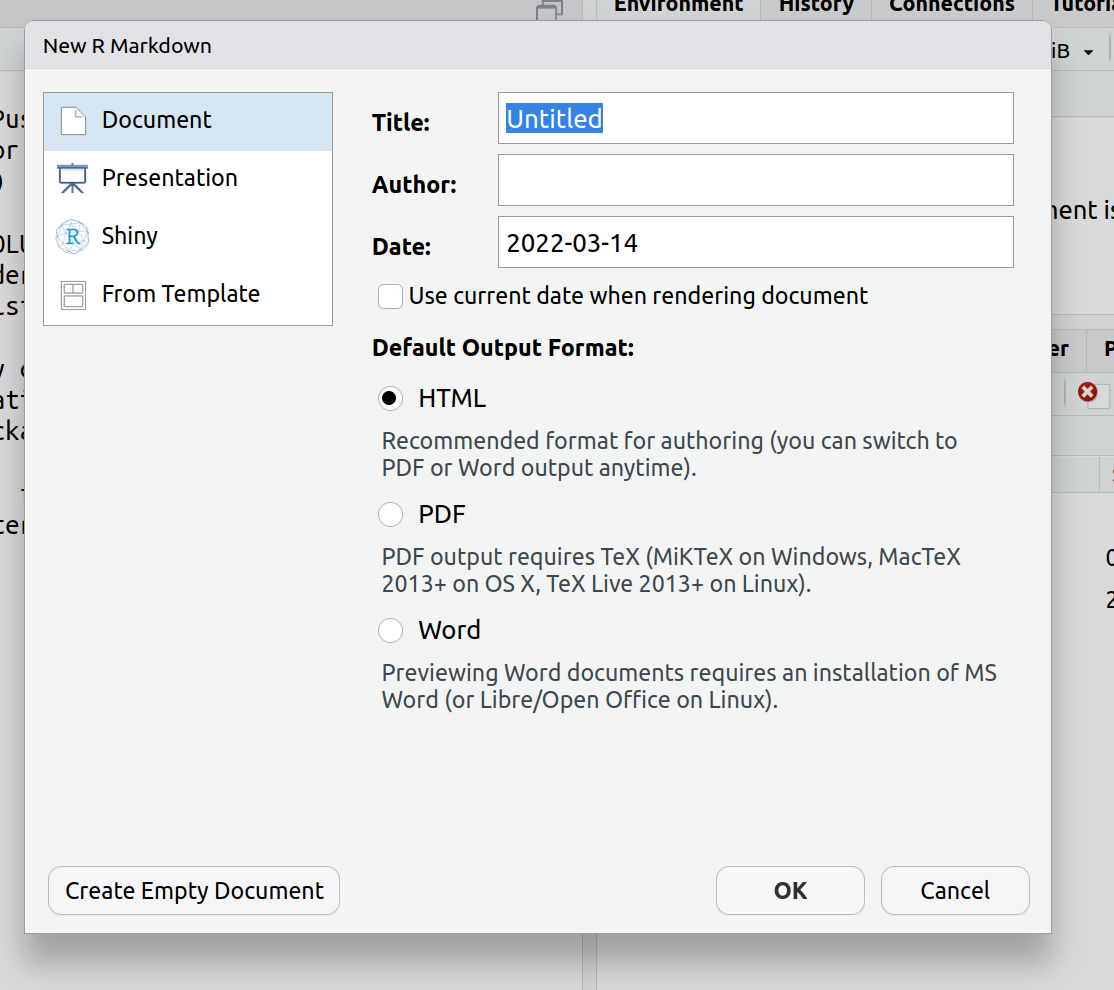 Environment
History
Connections
New R Markdown
iB
Document
Presentation
Shiny
R
From Template
Title:
Untitled
Author:
Date:
2022-03-14
Use current date when rendering document
Default Output Format:
HTML
Recommended format for authoring (you can switch to
PDF or Word output anytime).
PDF
PDF output requires TeX (MiKTeX on Windows, MacTeX
2013+ on OS X, TeX Live 2013+ on Linux).
Word
Previewing Word documents requires an installation of MS
Word (or Libre/Open Office on Linux).
Create Empty Document
OK
Cancel